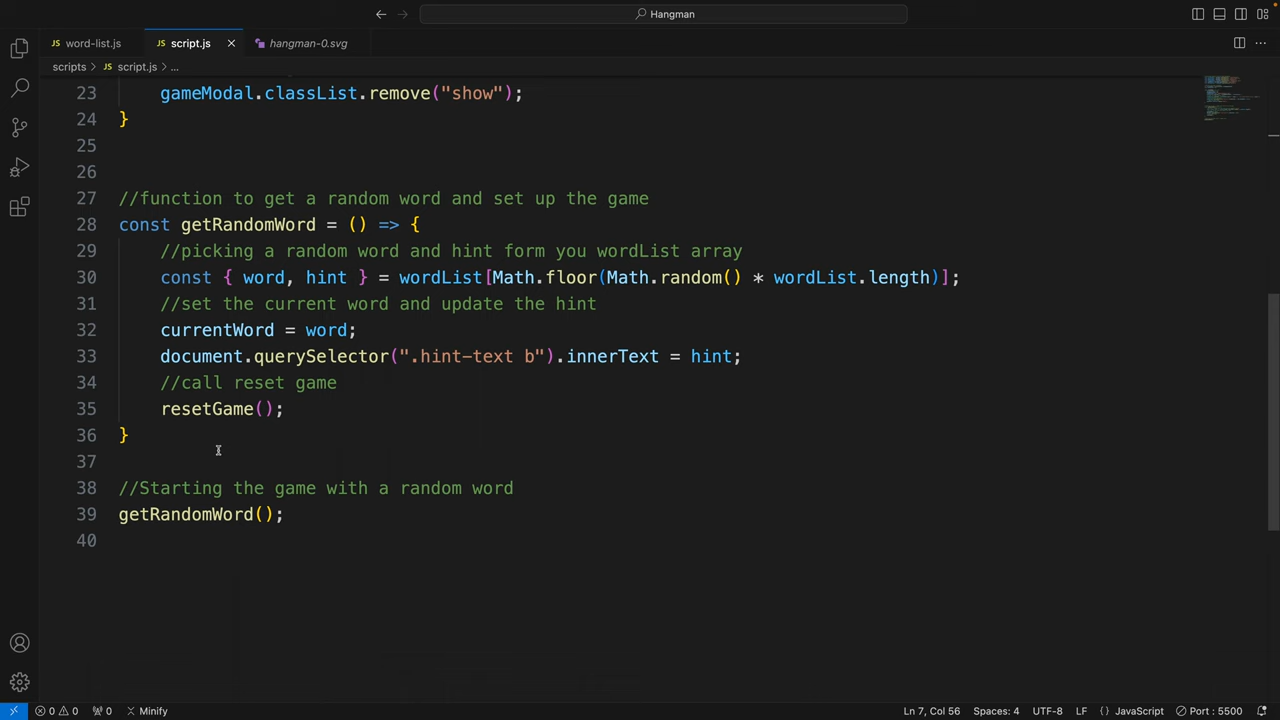 Hangman
word-list.js
script.js
hangman-0.svg
scripts > script.js > ...
23 gameModal.classList.remove("show");
24 }
25
26
27 //function to get a random word and set up the game
28 const getRandomWord = () => {
29 //picking a random word and hint form you wordList array
30 const { word, hint } = wordList[Math.floor(Math.random() * wordList.length)];
31 //set the current word and update the hint
32 currentWord = word;
33 document.querySelector(".hint-text b").innerText = hint;
34 //call reset game
35 resetGame();
36 }
37
38 //Starting the game with a random word
39 getRandomWord();
40
0 0 0 Minify Ln 7, Col 56 Spaces: 4 UTF-8 LF {} JavaScript Port : 5500